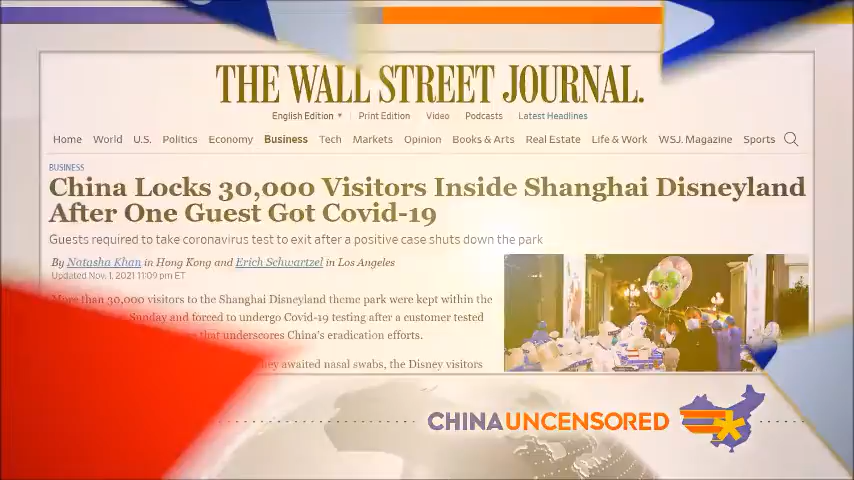 THE WALL STREET JOURNAL.
English Edition Print Edition Video Podcasts Latest Headlines
Home World U.S. Politics Economy Business Tech Markets Opinion Books & Arts Real Estate Life & Work WSJ. Magazine Sports
BUSINESS
China Locks 30,000 Visitors Inside Shanghai Disneyland
After One Guest Got Covid-19
Guests required to take coronavirus test to exit after a positive case shuts down the park
By Natasha Khan in Hong Kong and Erich Schwartzel in Los Angeles
Updated Nov. 1, 2021 11:09 pm ET
More than 30,000 visitors to the Shanghai Disneyland theme park were kept within the
Sunday and forced to undergo Covid-19 testing after a customer tested
that underscores China's eradication efforts.
awaited nasal swabs, the Disney visitors
CHINA UNCENSORED